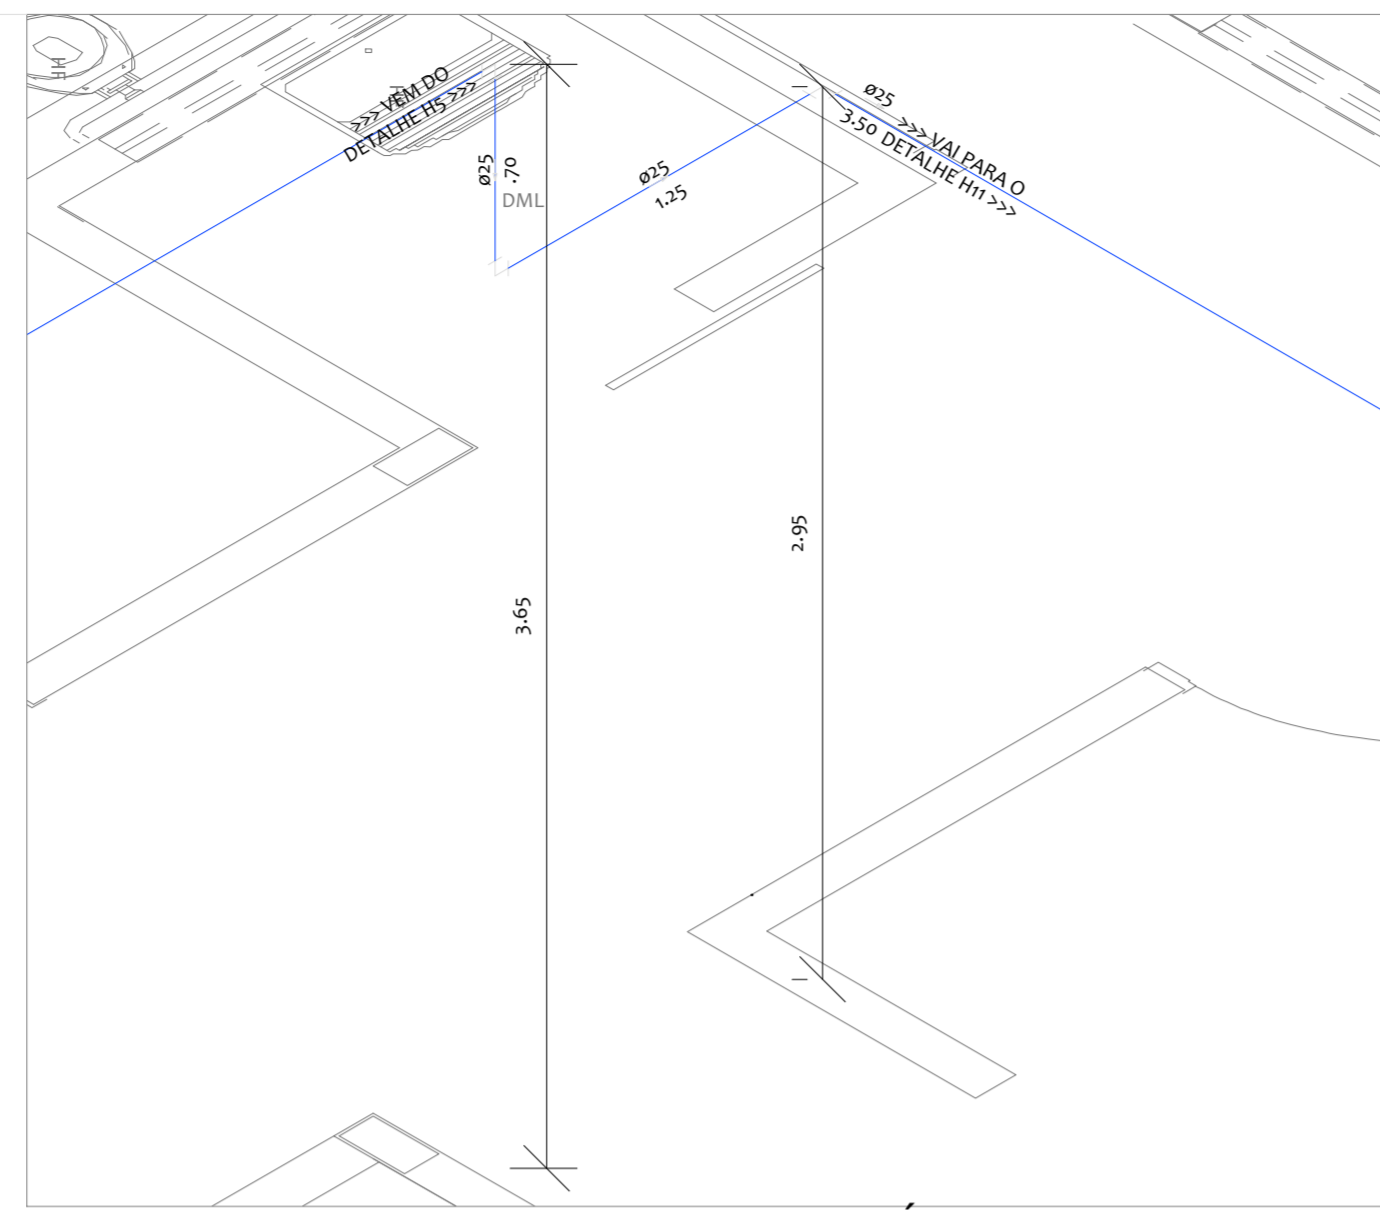 >>> VEM DO
DETALHE H5 >>>
ø25
.70
DML
ø25
1.25
ø25
3.50
>>> VAI PARA O
DETALHE H11 >>>
2.95
3.65